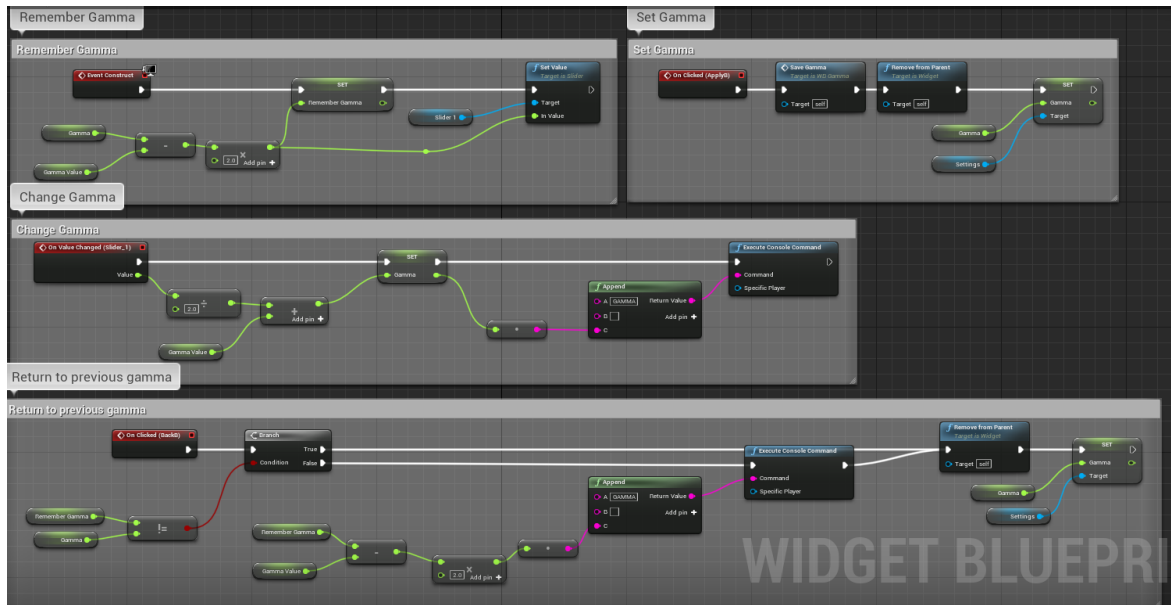 Remember Gamma
Set Gamma
Remember Gamma
Event Construct
SET
Remember Gamma
Set Value
Target is Slider
Target
In Value
Slider 1
Gamma
-
Gamma Value
2.0
X
Add pin +
Set Gamma
On Clicked (ApplyB)
Save Gamma
Target is WD Gamma
Target self
Remove from Parent
Target is Widget
Target self
SET
Gamma
Target
Gamma
Settings
Change Gamma
Change Gamma
On Value Changed (Slider_1)
Value
2.0
÷
+
Add pin +
Gamma Value
SET
Gamma
Append
A GAMMA Return Value
B Add pin +
C
Execute Console Command
Command
Specific Player
Return to previous gamma
Return to previous gamma
On Clicked (BackB)
Branch
True
Condition False
Remember Gamma
Gamma
!=
Remember Gamma
Gamma Value
-
2.0
X
Add pin +
Append
A GAMMA Return Value
B Add pin +
C
Execute Console Command
Command
Specific Player
Remove from Parent
Target is Widget
Target self
SET
Gamma
Target
Gamma
Settings
WIDGET BLUEPRI